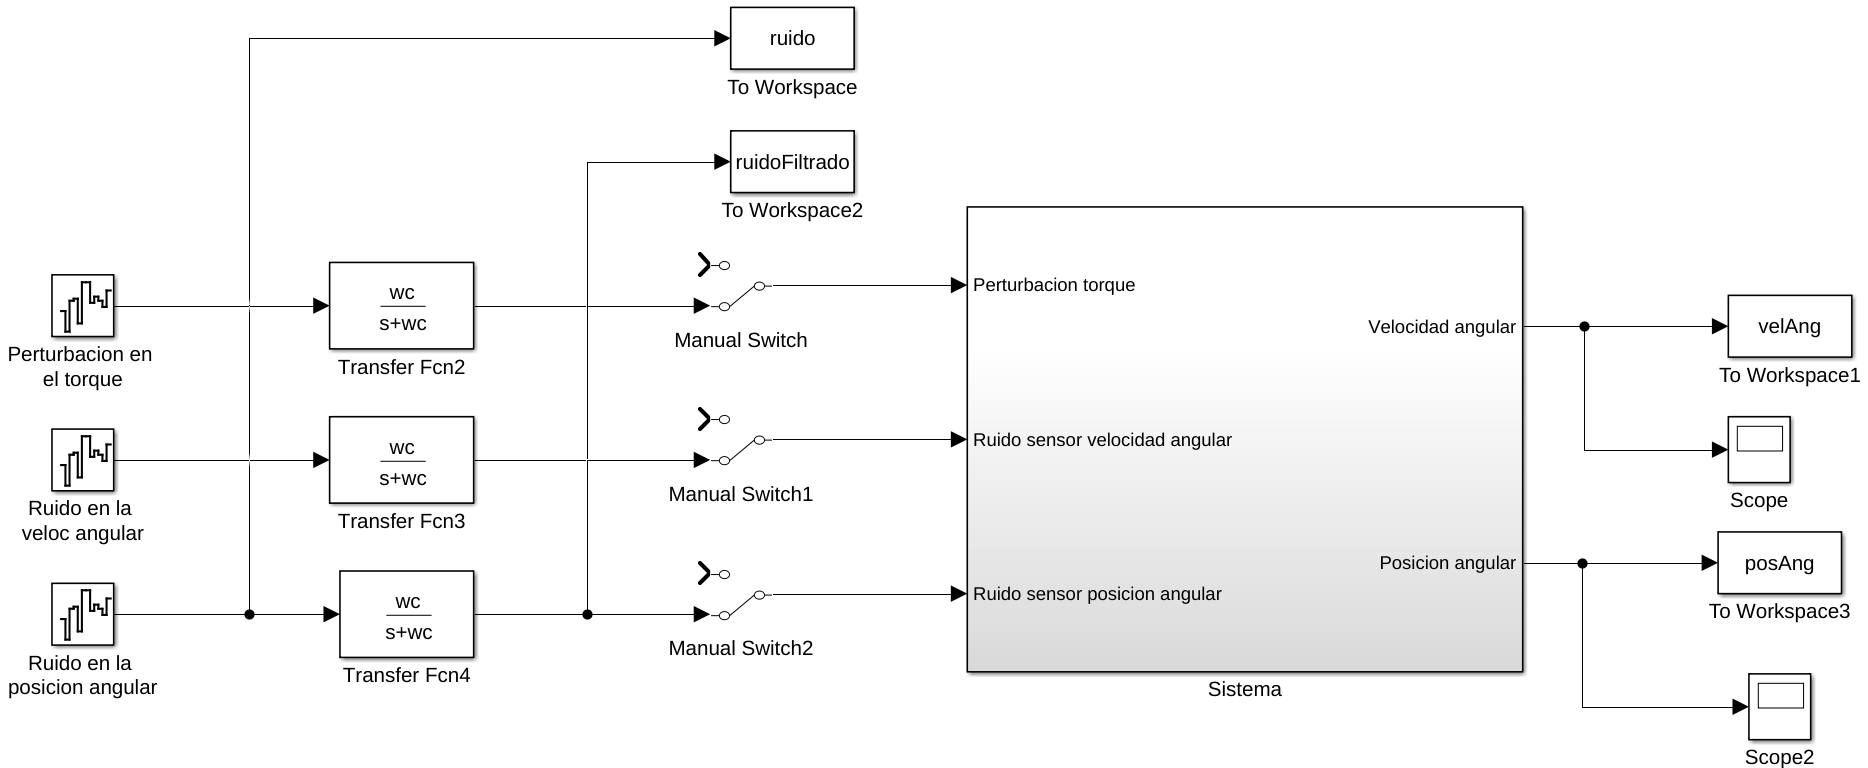 ruido
To Workspace
ruidoFiltrado
To Workspace2
Perturbacion en
el torque
wc
s+wc
Transfer Fcn2
Manual Switch
Ruido en la
veloc angular
wc
s+wc
Transfer Fcn3
Manual Switch1
Ruido en la
posicion angular
wc
s+wc
Transfer Fcn4
Manual Switch2
Perturbacion torque
Ruido sensor velocidad angular
Ruido sensor posicion angular
Velocidad angular
Posicion angular
Sistema
velAng
To Workspace1
Scope
posAng
To Workspace3
Scope2